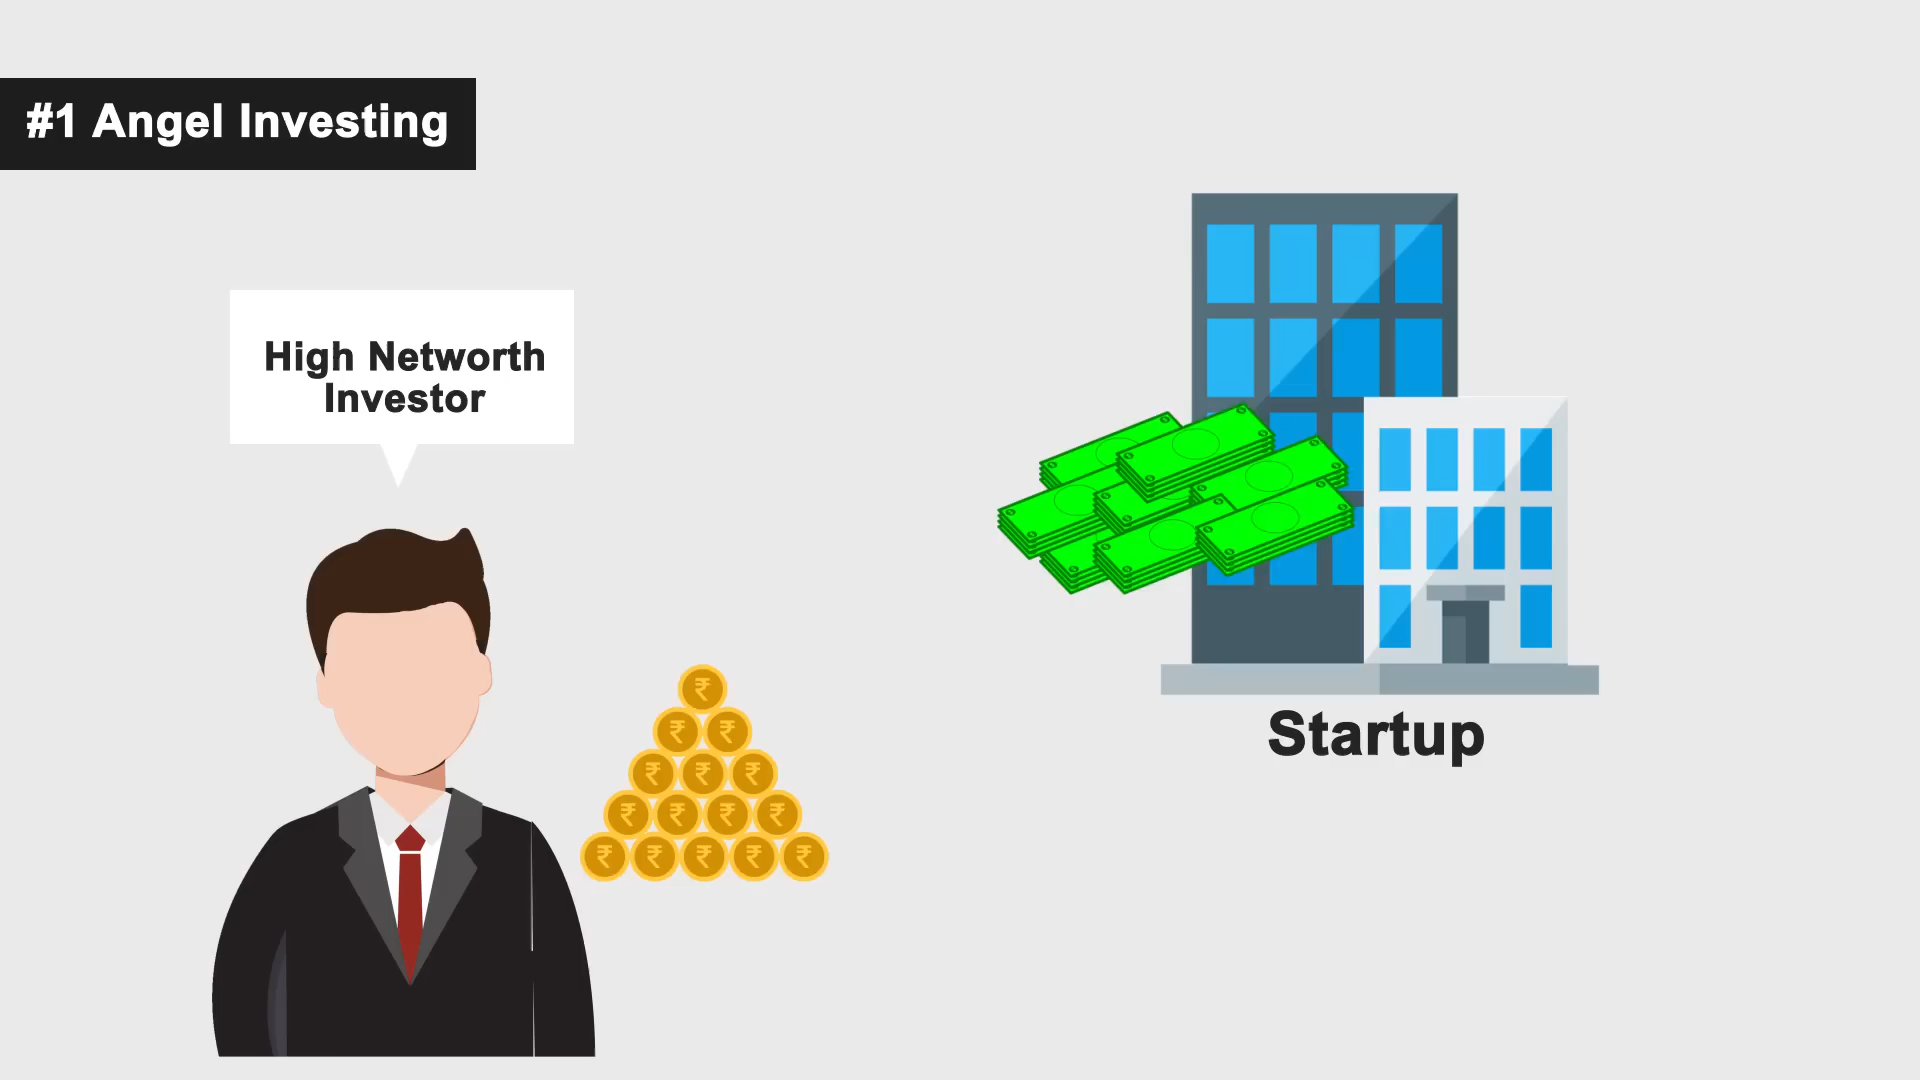 #1 Angel Investing
High Networth
Investor
₹
₹ ₹
₹ ₹ ₹
₹ ₹ ₹ ₹
₹ ₹ ₹ ₹ ₹
Startup